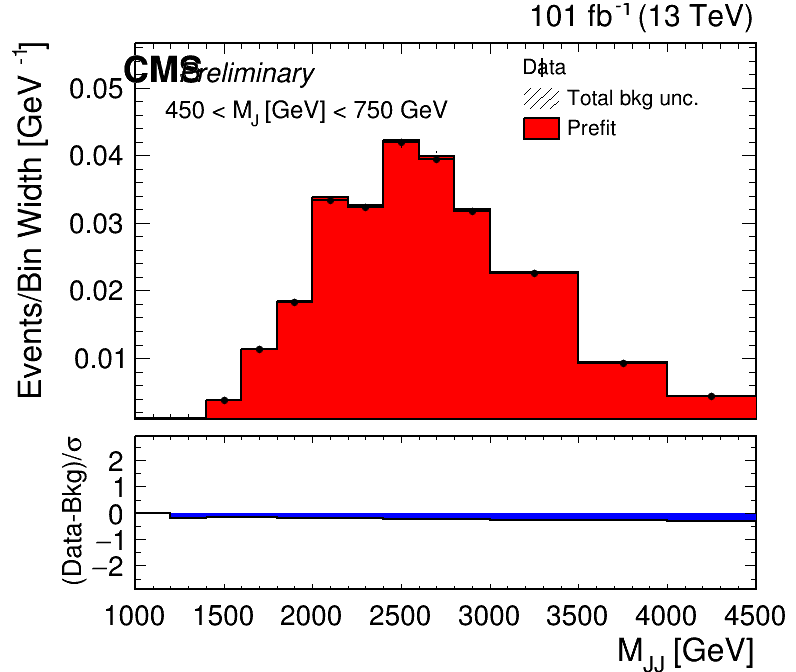 101 fb⁻¹ (13 TeV)
CMS Preliminary
450 < M_J [GeV] < 750 GeV
Data
Total bkg unc.
Prefit
Events/Bin Width [GeV⁻¹]
0.05
0.04
0.03
0.02
0.01
(Data-Bkg)/σ
2
1
0
−1
−2
1000 1500 2000 2500 3000 3500 4000 4500
M_JJ [GeV]